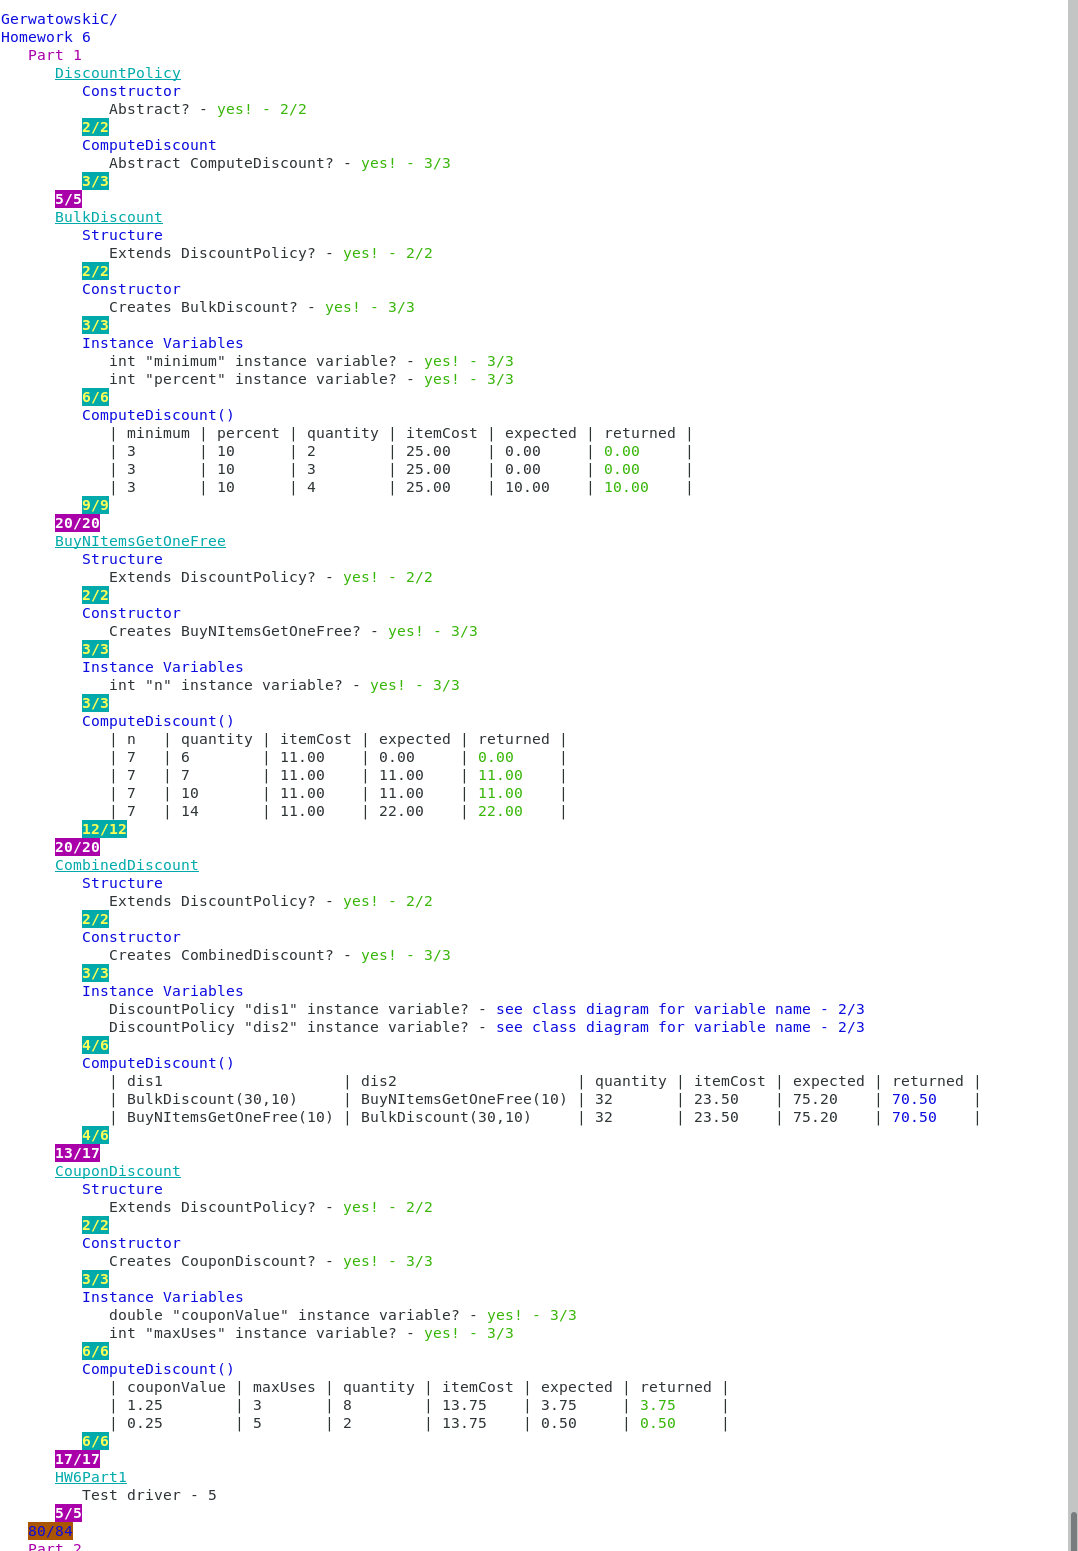 GerwatowskiC/
Homework 6
Part 1
DiscountPolicy
Constructor
Abstract? - yes! - 2/2
2/2
ComputeDiscount
Abstract ComputeDiscount? - yes! - 3/3
3/3
5/5
BulkDiscount
Structure
Extends DiscountPolicy? - yes! - 2/2
2/2
Constructor
Creates BulkDiscount? - yes! - 3/3
3/3
Instance Variables
int "minimum" instance variable? - yes! - 3/3
int "percent" instance variable? - yes! - 3/3
6/6
ComputeDiscount()
| minimum | percent | quantity | itemCost | expected | returned |
| 3 | 10 | 2 | 25.00 | 0.00 | 0.00 |
| 3 | 10 | 3 | 25.00 | 0.00 | 0.00 |
| 3 | 10 | 4 | 25.00 | 10.00 | 10.00 |
9/9
20/20
BuyNItemsGetOneFree
Structure
Extends DiscountPolicy? - yes! - 2/2
2/2
Constructor
Creates BuyNItemsGetOneFree? - yes! - 3/3
3/3
Instance Variables
int "n" instance variable? - yes! - 3/3
3/3
ComputeDiscount()
| n | quantity | itemCost | expected | returned |
| 7 | 6 | 11.00 | 0.00 | 0.00 |
| 7 | 7 | 11.00 | 11.00 | 11.00 |
| 7 | 10 | 11.00 | 11.00 | 11.00 |
| 7 | 14 | 11.00 | 22.00 | 22.00 |
12/12
20/20
CombinedDiscount
Structure
Extends DiscountPolicy? - yes! - 2/2
2/2
Constructor
Creates CombinedDiscount? - yes! - 3/3
3/3
Instance Variables
DiscountPolicy "dis1" instance variable? - see class diagram for variable name - 2/3
DiscountPolicy "dis2" instance variable? - see class diagram for variable name - 2/3
4/6
ComputeDiscount()
| dis1 | dis2 | quantity | itemCost | expected | returned |
| BulkDiscount(30,10) | BuyNItemsGetOneFree(10) | 32 | 23.50 | 75.20 | 70.50 |
| BuyNItemsGetOneFree(10) | BulkDiscount(30,10) | 32 | 23.50 | 75.20 | 70.50 |
4/6
13/17
CouponDiscount
Structure
Extends DiscountPolicy? - yes! - 2/2
2/2
Constructor
Creates CouponDiscount? - yes! - 3/3
3/3
Instance Variables
double "couponValue" instance variable? - yes! - 3/3
int "maxUses" instance variable? - yes! - 3/3
6/6
ComputeDiscount()
| couponValue | maxUses | quantity | itemCost | expected | returned |
| 1.25 | 3 | 8 | 13.75 | 3.75 | 3.75 |
| 0.25 | 5 | 2 | 13.75 | 0.50 | 0.50 |
6/6
17/17
HW6Part1
Test driver - 5
5/5
80/84
Part 2